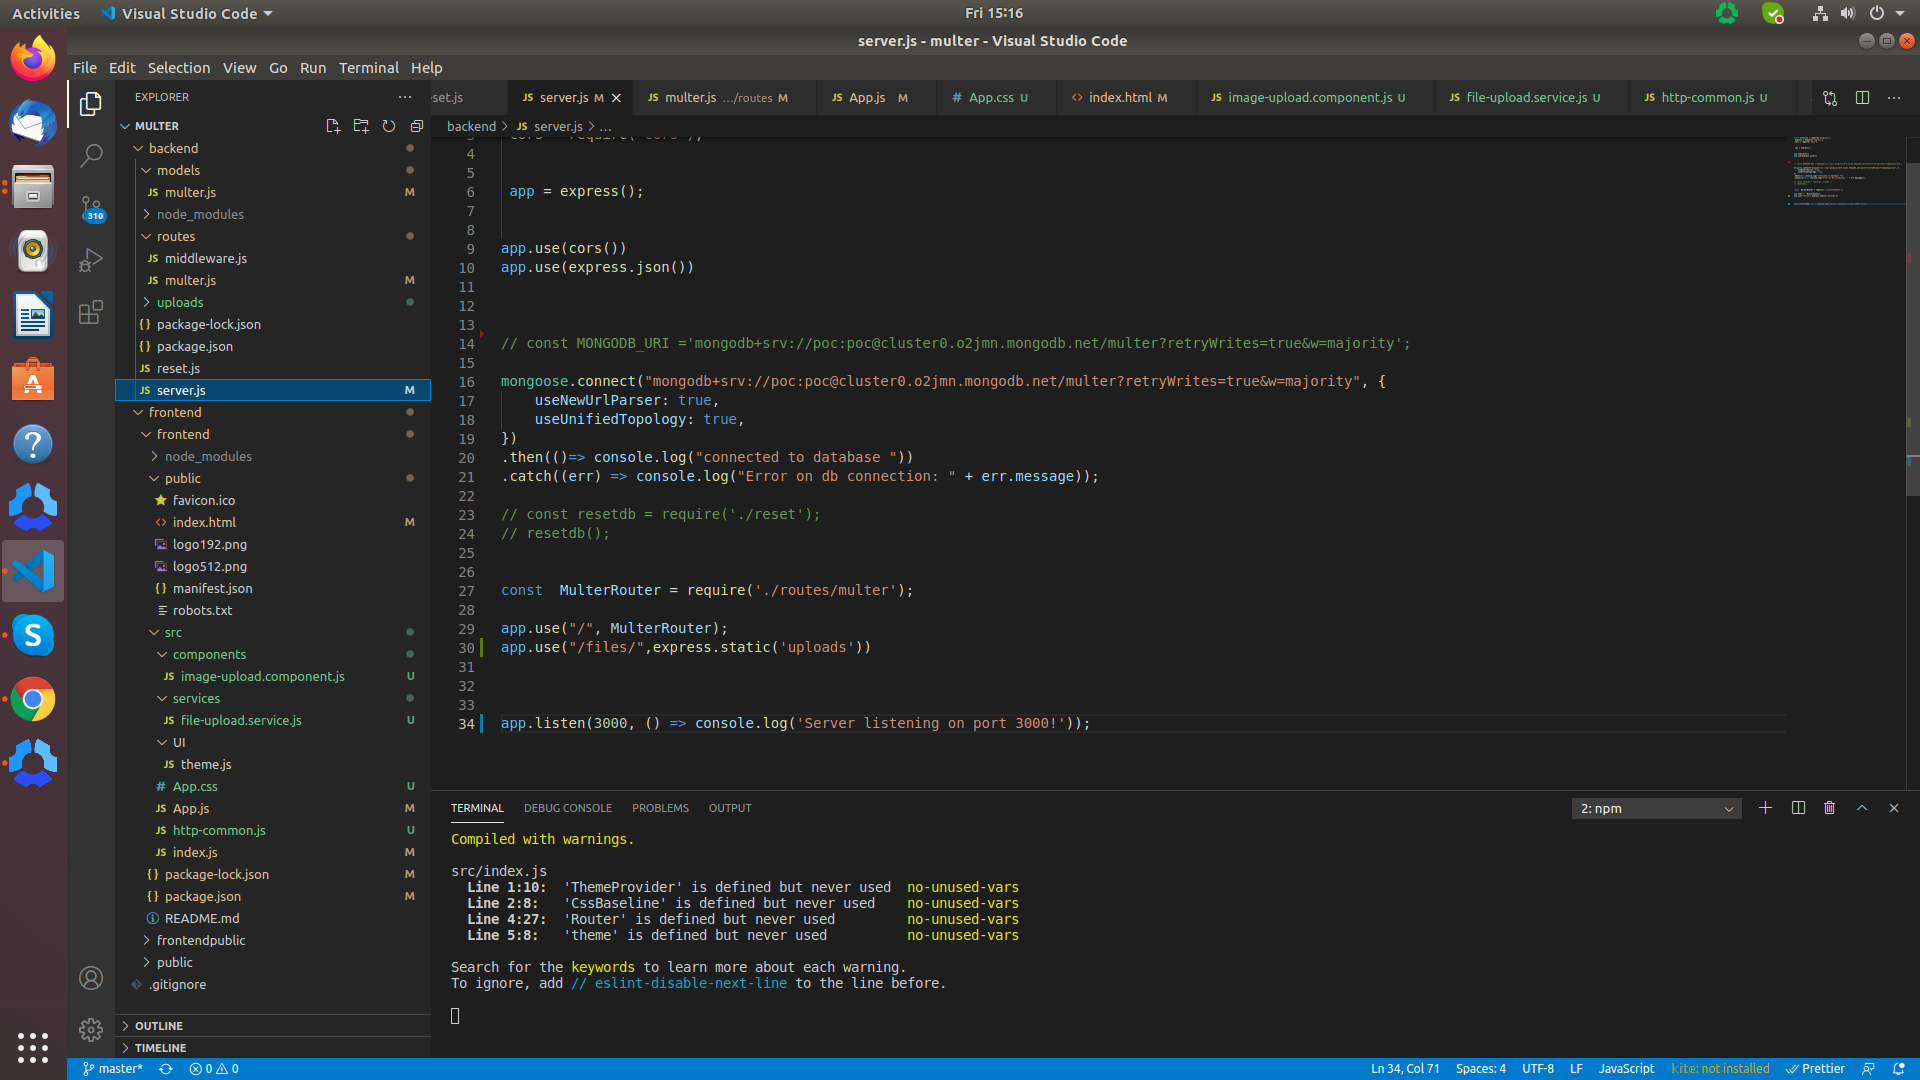 Activities Visual Studio Code Fri 15:16
server.js - multer - Visual Studio Code
File Edit Selection View Go Run Terminal Help
EXPLORER
MULTER
backend
models
multer.js M
node_modules
routes
middleware.js
multer.js M
uploads
package-lock.json
package.json
reset.js
server.js M
frontend
frontend
node_modules
public
favicon.ico
index.html M
logo192.png
logo512.png
manifest.json
robots.txt
src
components
image-upload.component.js U
services
file-upload.service.js U
UI
theme.js
App.css U
App.js M
http-common.js U
index.js M
package-lock.json M
package.json M
README.md
frontendpublic
public
.gitignore
OUTLINE
TIMELINE
310
set.js server.js M multer.js .../routes M App.js M App.css U index.html M image-upload.component.js U file-upload.service.js U http-common.js U
backend > server.js > ...
4
5
6 app = express();
7
8
9 app.use(cors())
10 app.use(express.json())
11
12
13
14 // const MONGODB_URI ='mongodb+srv://poc:poc@cluster0.o2jmn.mongodb.net/multer?retryWrites=true&w=majority';
15
16 mongoose.connect("mongodb+srv://poc:poc@cluster0.o2jmn.mongodb.net/multer?retryWrites=true&w=majority", {
17 useNewUrlParser: true,
18 useUnifiedTopology: true,
19 })
20 .then(()=> console.log("connected to database "))
21 .catch((err) => console.log("Error on db connection: " + err.message));
22
23 // const resetdb = require('./reset');
24 // resetdb();
25
26
27 const  MulterRouter = require('./routes/multer');
28
29 app.use("/", MulterRouter);
30 app.use("/files/",express.static('uploads'))
31
32
33
34 app.listen(3000, () => console.log('Server listening on port 3000!'));
TERMINAL DEBUG CONSOLE PROBLEMS OUTPUT 2: npm
Compiled with warnings.
src/index.js
Line 1:10: 'ThemeProvider' is defined but never used no-unused-vars
Line 2:8: 'CssBaseline' is defined but never used no-unused-vars
Line 4:27: 'Router' is defined but never used no-unused-vars
Line 5:8: 'theme' is defined but never used no-unused-vars
Search for the keywords to learn more about each warning.
To ignore, add // eslint-disable-next-line to the line before.
master* 0 0 Ln 34, Col 71 Spaces: 4 UTF-8 LF JavaScript kite: not installed Prettier